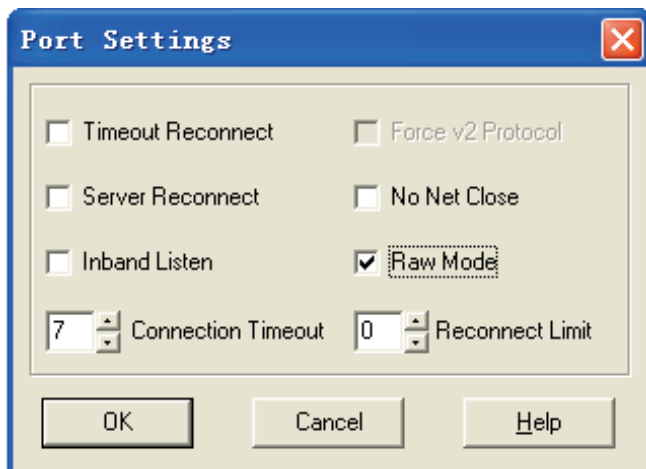 Port Settings
Timeout Reconnect Force v2 Protocol
Server Reconnect No Net Close
Inband Listen Raw Mode
7 Connection Timeout 0 Reconnect Limit
OK Cancel Help